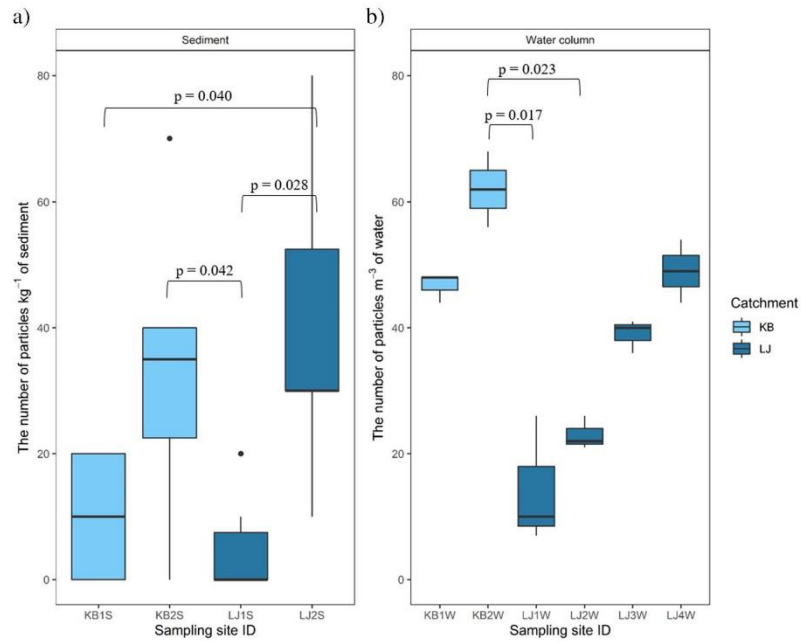 a)
Sediment
The number of particles kg⁻¹ of sediment
80
60
40
20
0
p = 0.040
p = 0.028
p = 0.042
KB1S KB2S LJ1S LJ2S
Sampling site ID
b)
Water column
The number of particles m⁻³ of water
80
60
40
20
0
p = 0.023
p = 0.017
KB1W KB2W LJ1W LJ2W LJ3W LJ4W
Sampling site ID
Catchment
KB
LJ